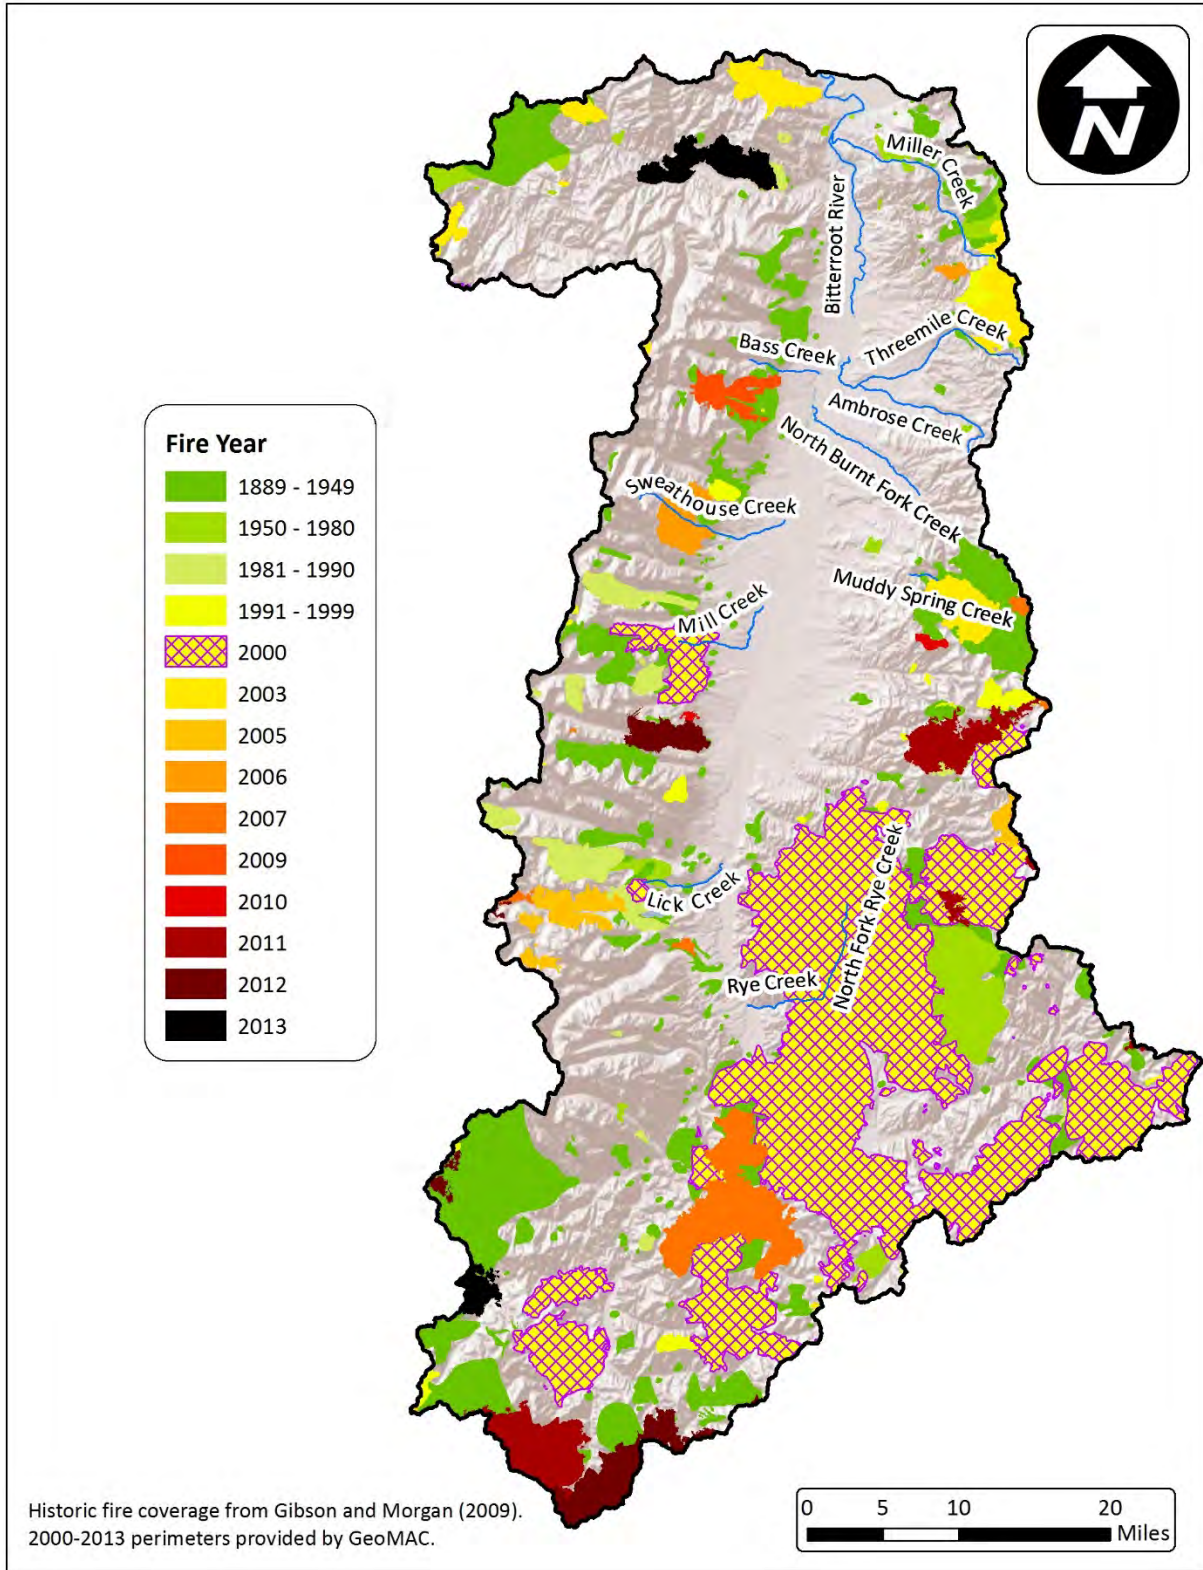 N
Miller Creek
Bitterroot River
Threemile Creek
Bass Creek
Ambrose Creek
North Burnt Fork Creek
Sweathouse Creek
Muddy Spring Creek
Mill Creek
Lick Creek
North Fork Rye Creek
Rye Creek
Fire Year
1889 - 1949
1950 - 1980
1981 - 1990
1991 - 1999
2000
2003
2005
2006
2007
2009
2010
2011
2012
2013
Historic fire coverage from Gibson and Morgan (2009).
2000-2013 perimeters provided by GeoMAC.
0 5 10 20
Miles